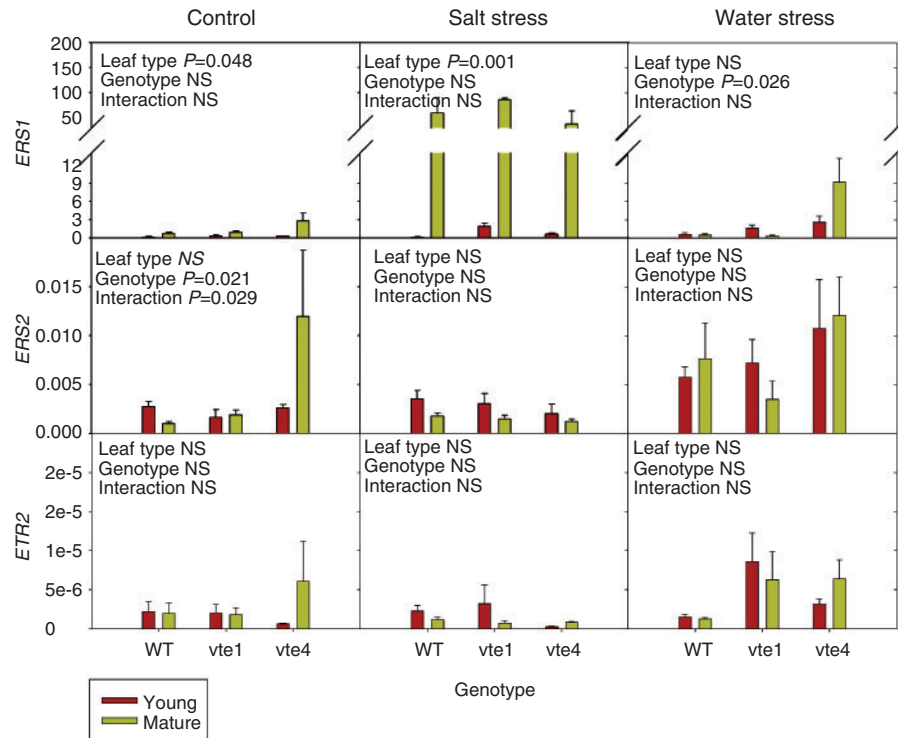 Control Salt stress Water stress
200
150
100
50
12
9
6
3
0
ERS1
Leaf type P=0.048
Genotype NS
Interaction NS
Leaf type P=0.001
Genotype NS
Interaction NS
Leaf type NS
Genotype P=0.026
Interaction NS
0.015
0.010
0.005
0.000
ERS2
Leaf type NS
Genotype P=0.021
Interaction P=0.029
Leaf type NS
Genotype NS
Interaction NS
Leaf type NS
Genotype NS
Interaction NS
2e-5
2e-5
1e-5
5e-6
0
ETR2
Leaf type NS
Genotype NS
Interaction NS
Leaf type NS
Genotype NS
Interaction NS
Leaf type NS
Genotype NS
Interaction NS
WT vte1 vte4 WT vte1 vte4 WT vte1 vte4
Genotype
Young
Mature